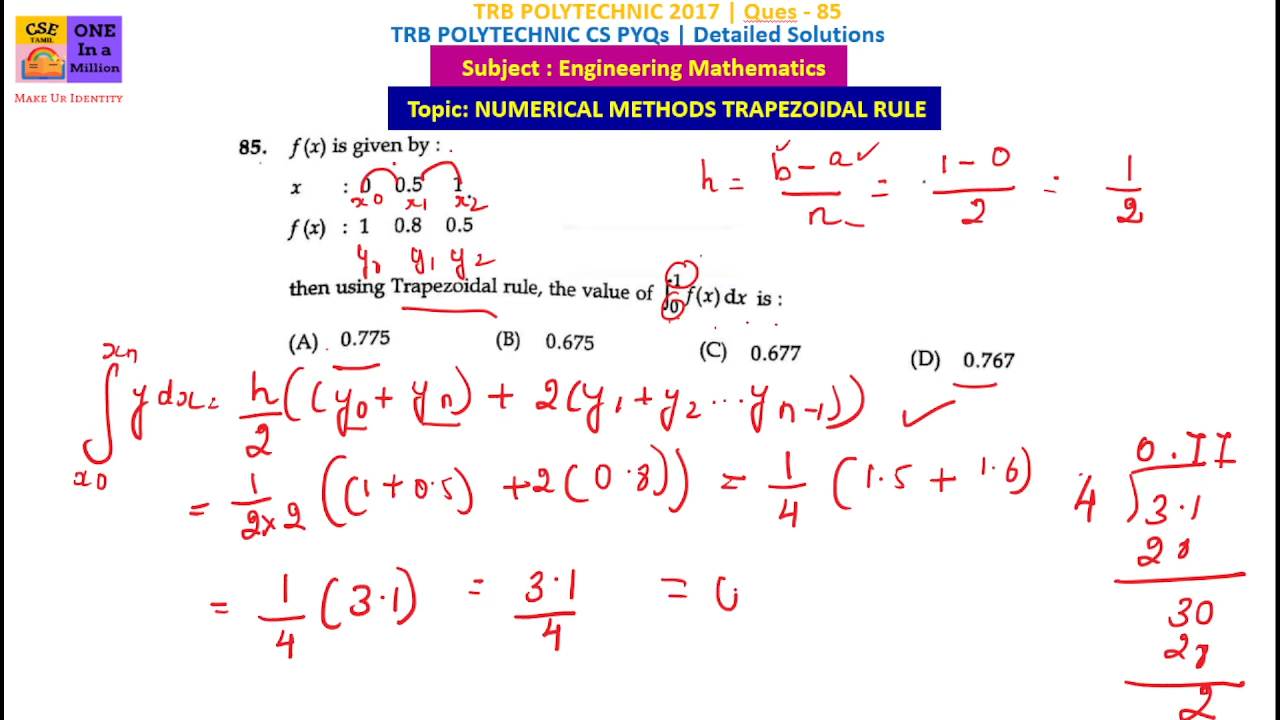 TRB POLYTECHNIC 2017 | Ques - 85
TRB POLYTECHNIC CS PYQs | Detailed Solutions
CSE
TAMIL
ONE
In a
Million
MAKE UR IDENTITY
Subject : Engineering Mathematics
Topic: NUMERICAL METHODS TRAPEZOIDAL RULE
85. f(x) is given by :
x : 0 0.5 1
x0 x1 x2
f(x) : 1 0.8 0.5
y0 y1 y2
h = b-a/n = 1-0/2 = 1/2
then using Trapezoidal rule, the value of ∫₀¹ f(x) dx is :
(A) 0.775 (B) 0.675 (C) 0.677 (D) 0.767
∫x0 xn y dx = h/2 ((y0 + yn) + 2(y1 + y2 ... yn-1))
= 1/2×2 ((1+0.5) +2(0.8)) = 1/4 (1.5 + 1.6)
= 1/4 (3.1) = 3.1/4 = 0
4) 3.1
30
2